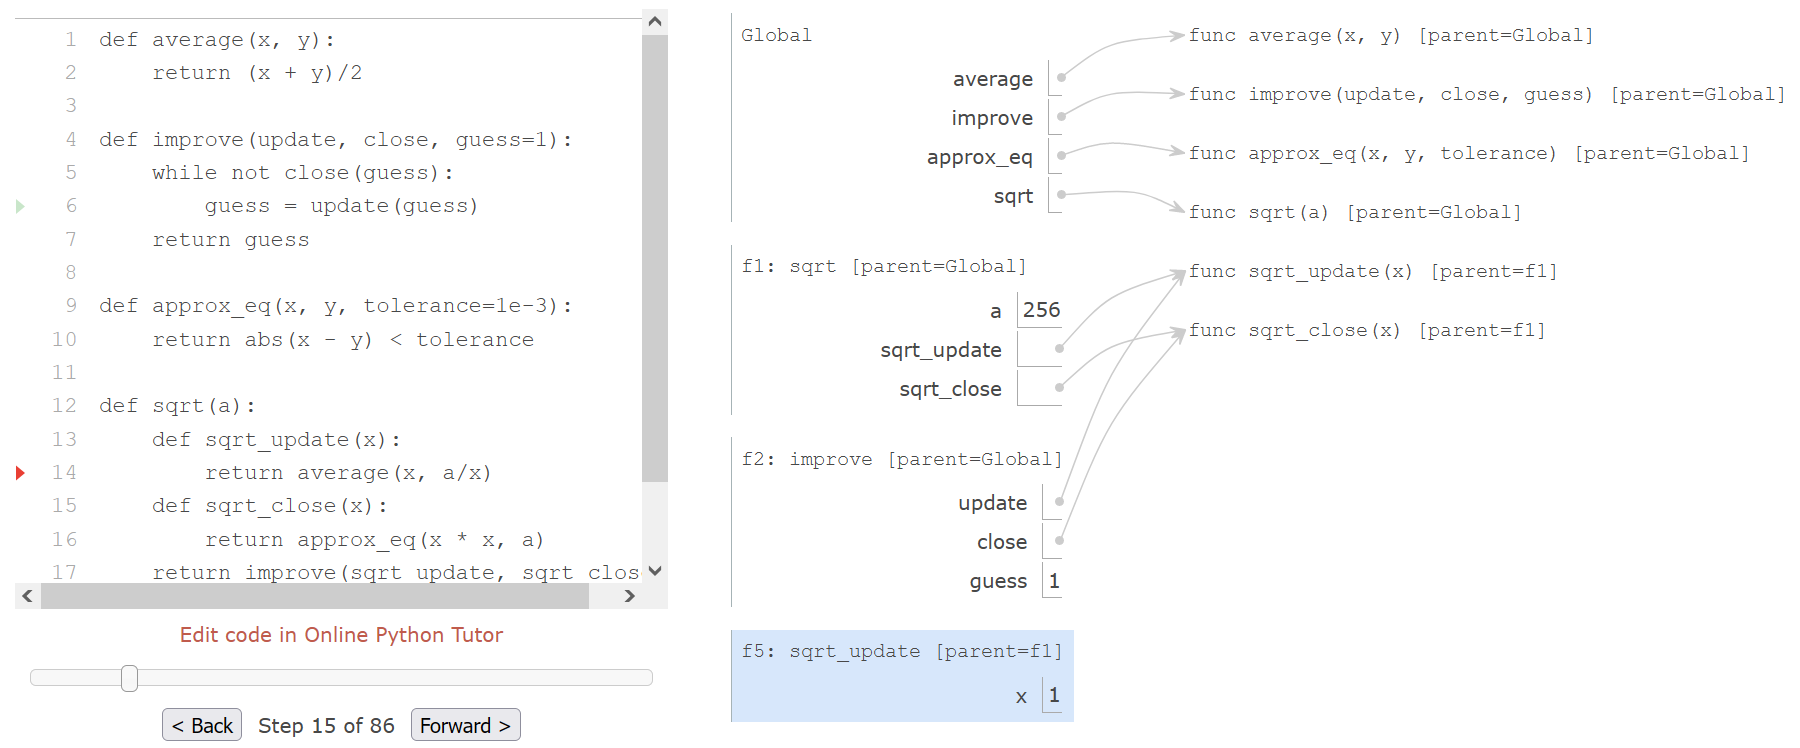 1 def average(x, y):
2     return (x + y)/2
3
4 def improve(update, close, guess=1):
5     while not close(guess):
6         guess = update(guess)
7     return guess
8
9 def approx_eq(x, y, tolerance=1e-3):
10     return abs(x - y) < tolerance
11
12 def sqrt(a):
13     def sqrt_update(x):
14         return average(x, a/x)
15     def sqrt_close(x):
16         return approx_eq(x * x, a)
17     return improve(sqrt_update, sqrt_clos
Edit code in Online Python Tutor
< Back Step 15 of 86 Forward >
Global
average
improve
approx_eq
sqrt
func average(x, y) [parent=Global]
func improve(update, close, guess) [parent=Global]
func approx_eq(x, y, tolerance) [parent=Global]
func sqrt(a) [parent=Global]
func sqrt_update(x) [parent=f1]
func sqrt_close(x) [parent=f1]
f1: sqrt [parent=Global]
a 256
sqrt_update
sqrt_close
f2: improve [parent=Global]
update
close
guess 1
f5: sqrt_update [parent=f1]
x 1